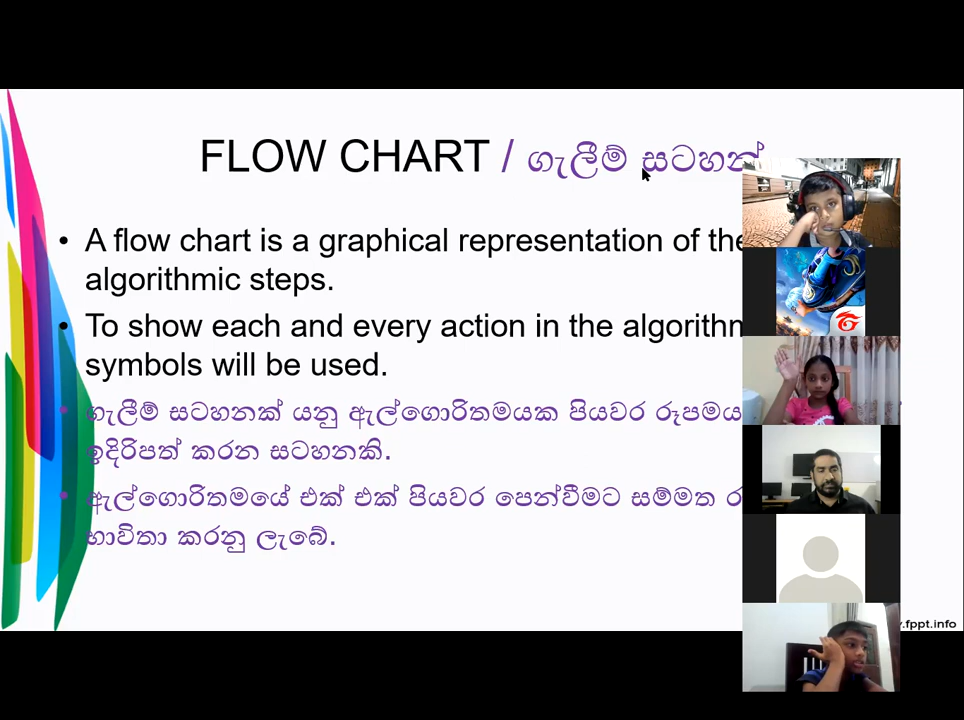 FLOW CHART / ගැලීම් සටහන්
• A flow chart is a graphical representation of the
algorithmic steps.
• To show each and every action in the algorithm
symbols will be used.
• ගැලීම් සටහනක් යනු ඇල්ගොරිතමයක පියවර රූපමය
ඉදිරිපත් කරන සටහනකි.
• ඇල්ගොරිතමයේ එක් එක් පියවර පෙන්වීමට සම්මත
භාවිතා කරනු ලැබේ.
.fppt.info